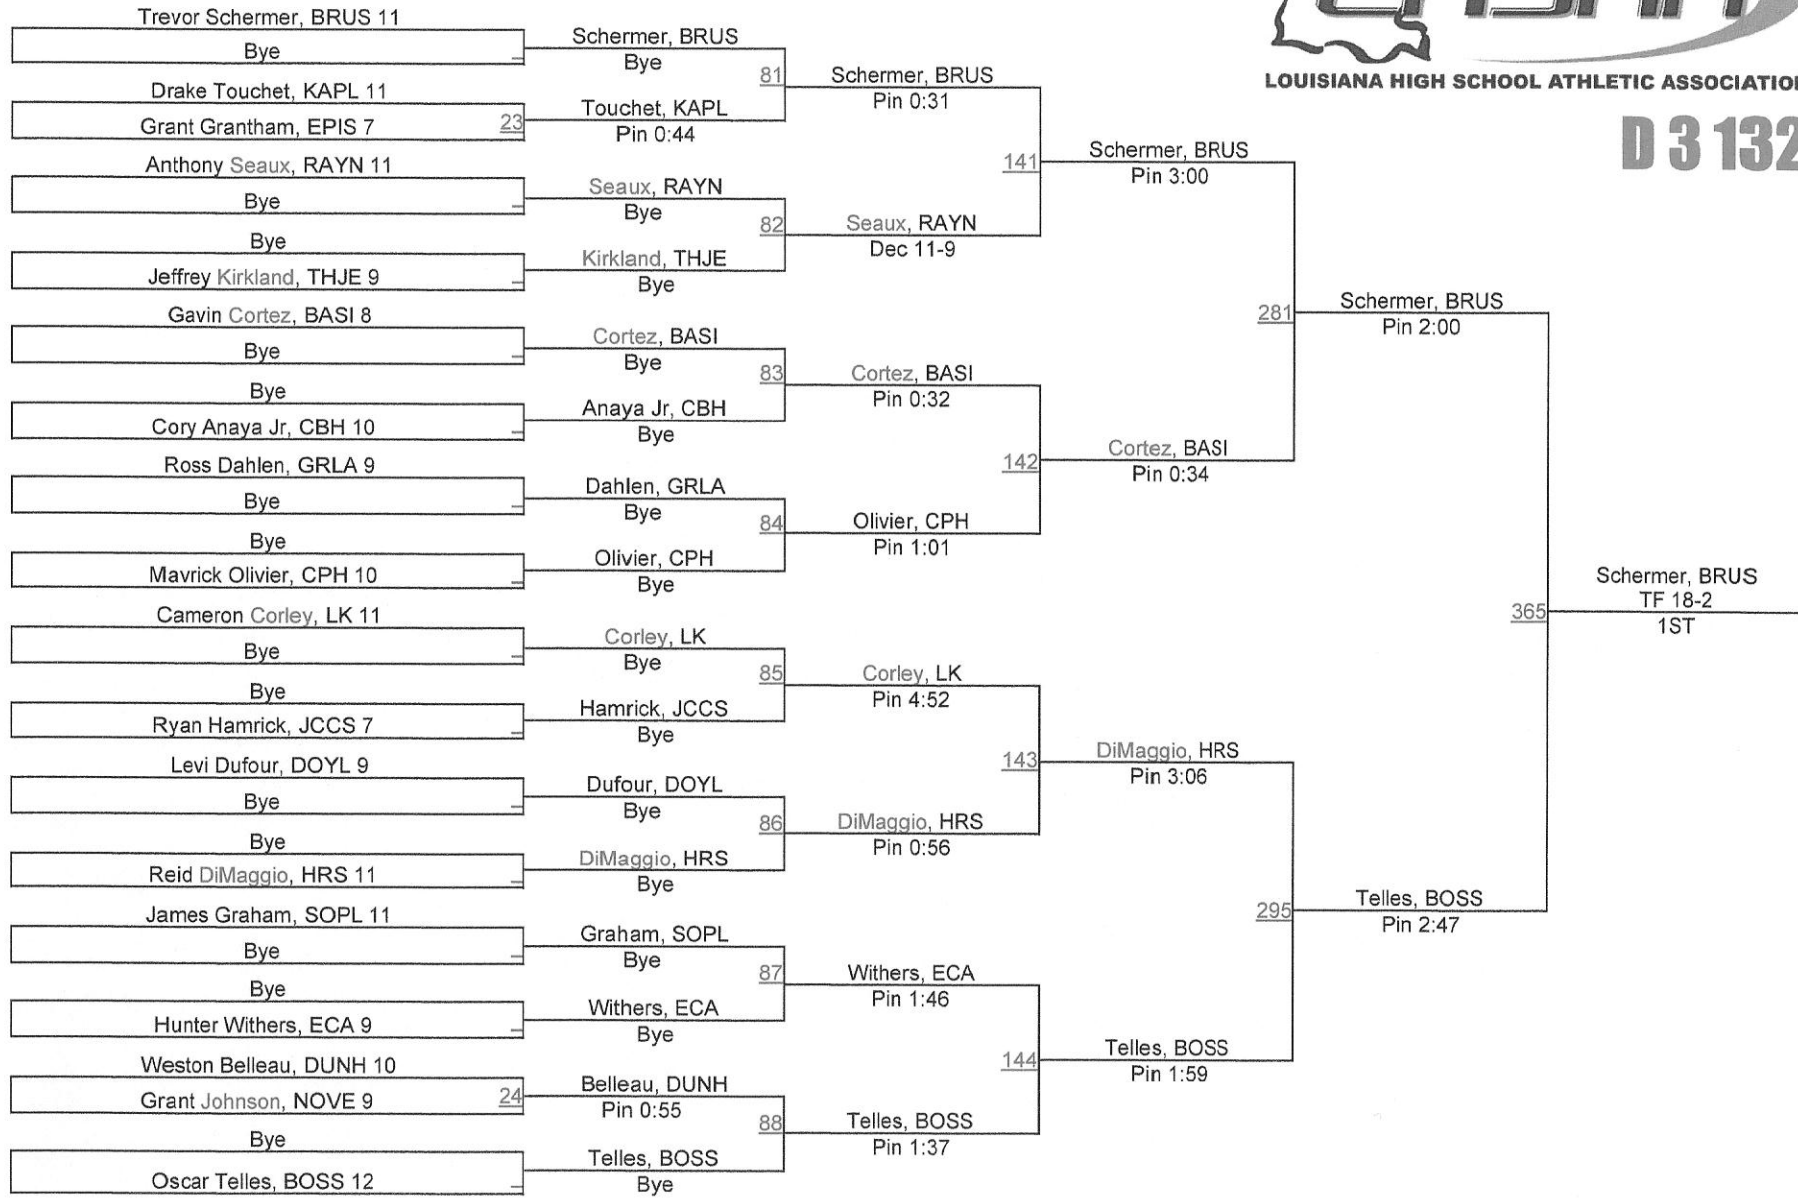 LOUISIANA HIGH SCHOOL ATHLETIC ASSOCIATION
D 3 132
Trevor Schermer, BRUS 11
Bye
Drake Touchet, KAPL 11
Grant Grantham, EPIS 7
23
Anthony Seaux, RAYN 11
Bye
Bye
Jeffrey Kirkland, THJE 9
Gavin Cortez, BASI 8
Bye
Bye
Cory Anaya Jr, CBH 10
Ross Dahlen, GRLA 9
Bye
Bye
Mavrick Olivier, CPH 10
Cameron Corley, LK 11
Bye
Bye
Ryan Hamrick, JCCS 7
Levi Dufour, DOYL 9
Bye
Bye
Reid DiMaggio, HRS 11
James Graham, SOPL 11
Bye
Bye
Hunter Withers, ECA 9
Weston Belleau, DUNH 10
Grant Johnson, NOVE 9
24
Bye
Oscar Telles, BOSS 12
Schermer, BRUS
Bye
81
Touchet, KAPL
Pin 0:44
Seaux, RAYN
Bye
82
Kirkland, THJE
Bye
Cortez, BASI
Bye
83
Anaya Jr, CBH
Bye
Dahlen, GRLA
Bye
84
Olivier, CPH
Bye
Corley, LK
Bye
85
Hamrick, JCCS
Bye
Dufour, DOYL
Bye
86
DiMaggio, HRS
Bye
Graham, SOPL
Bye
87
Withers, ECA
Bye
Belleau, DUNH
Pin 0:55
88
Telles, BOSS
Bye
Schermer, BRUS
Pin 0:31
141
Seaux, RAYN
Dec 11-9
Cortez, BASI
Pin 0:32
142
Olivier, CPH
Pin 1:01
Corley, LK
Pin 4:52
143
DiMaggio, HRS
Pin 0:56
Withers, ECA
Pin 1:46
144
Telles, BOSS
Pin 1:37
Schermer, BRUS
Pin 3:00
281
Cortez, BASI
Pin 0:34
DiMaggio, HRS
Pin 3:06
295
Telles, BOSS
Pin 1:59
Schermer, BRUS
Pin 2:00
365
Telles, BOSS
Pin 2:47
Schermer, BRUS
TF 18-2
1ST